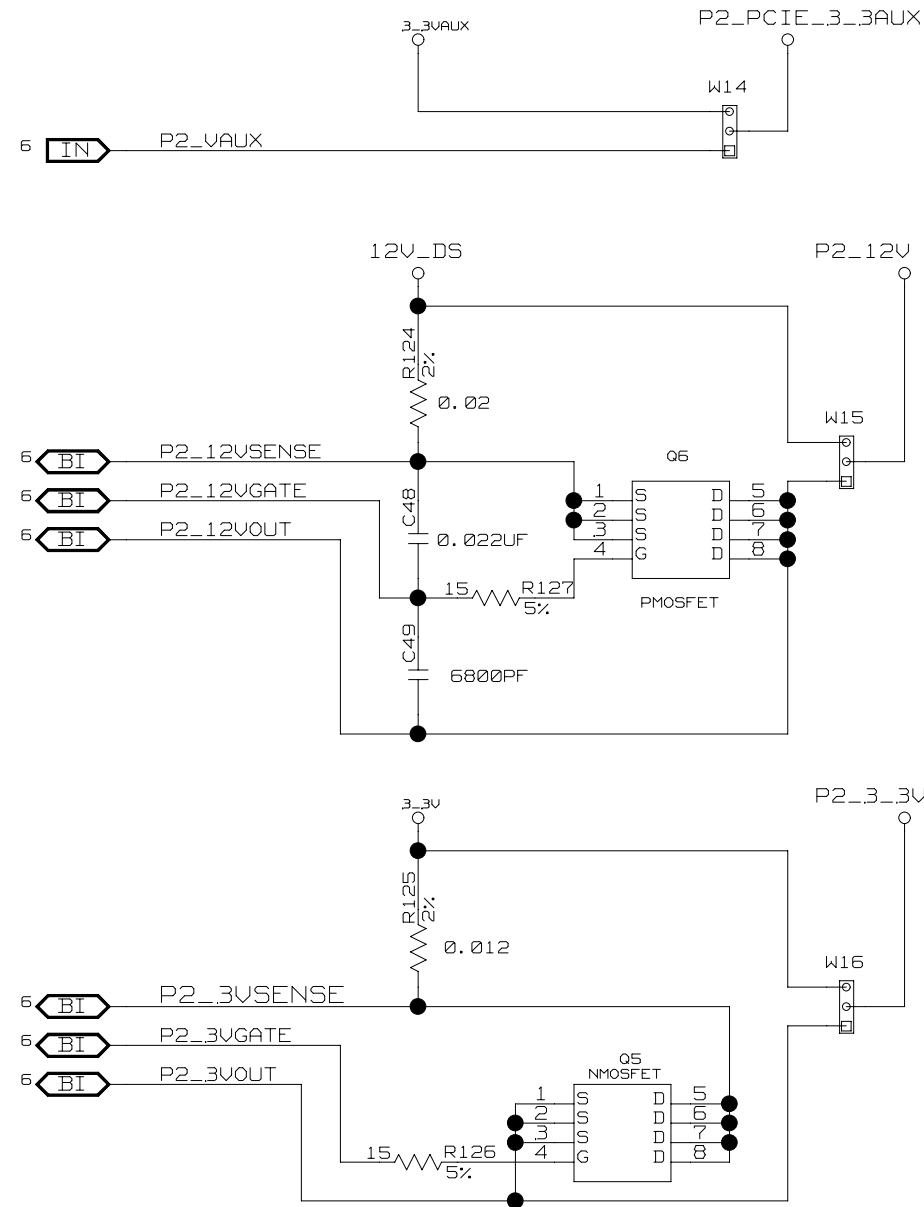 3_3VAUX
P2_PCIE_3_3AUX
W14
6 IN P2_VAUX
12V_DS
P2_12V
R124
2%
0.02
W15
6 BI P2_12VSENSE
6 BI P2_12VGATE
6 BI P2_12VOUT
C48
0.022UF
Q6
1 S D 5
2 S D 6
3 S D 7
4 G D 8
PMOSFET
15 R127
5%
C49
6800PF
3_3V
P2_3_3V
R125
2%
0.012
W16
6 BI P2_3VSENSE
6 BI P2_3VGATE
6 BI P2_3VOUT
Q5
NMOSFET
1 S D 5
2 S D 6
3 S D 7
4 G D 8
15 R126
5%